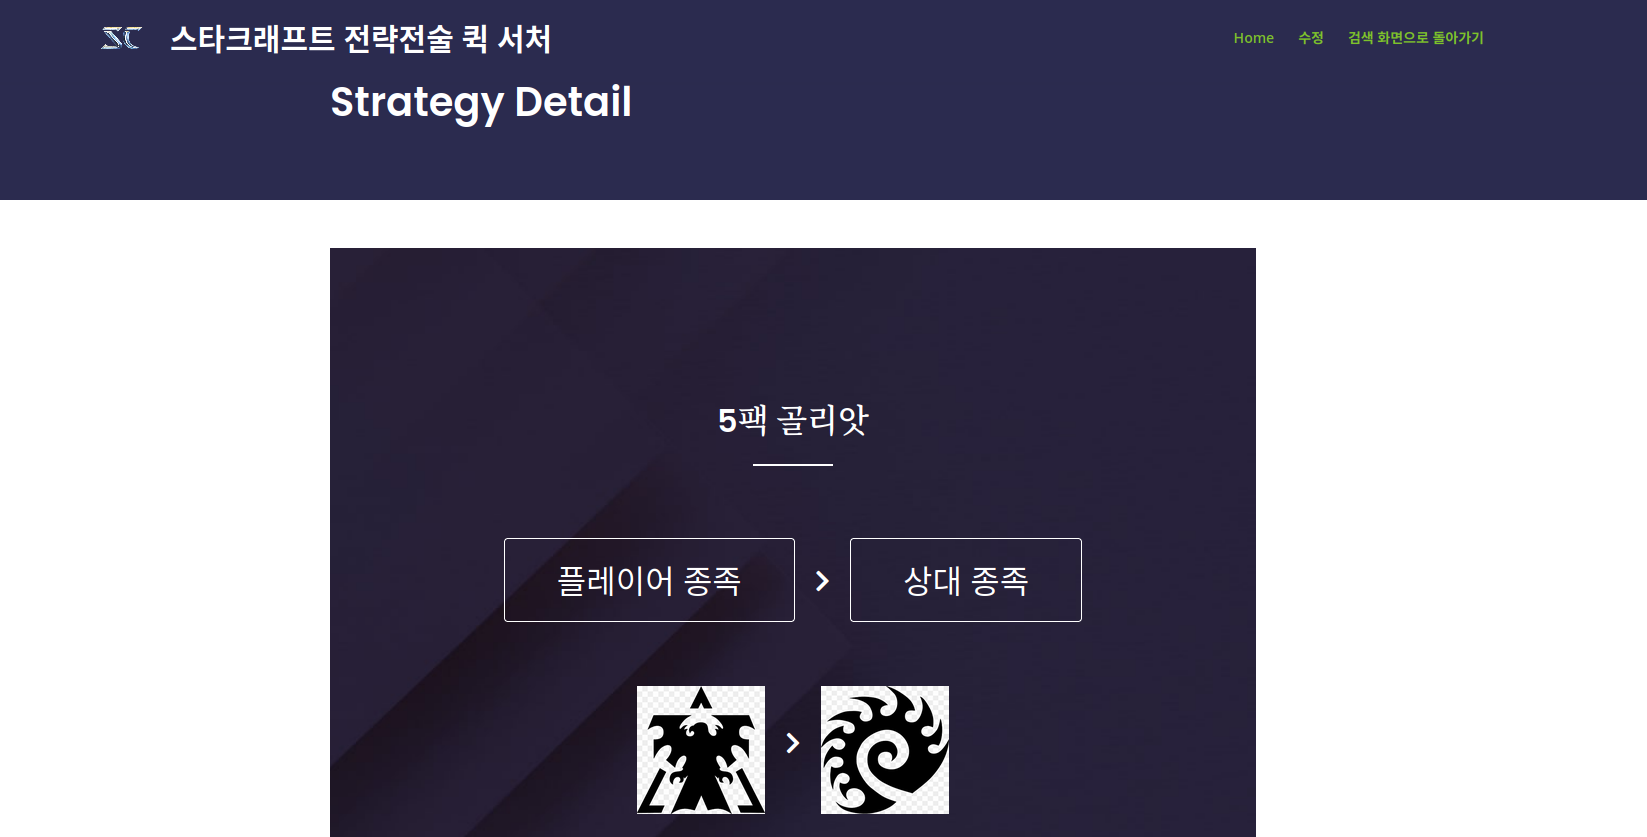 SC 스타크래프트 전략전술 퀵 서처
Home 수정 검색 화면으로 돌아가기
Strategy Detail
5팩 골리앗
플레이어 종족 > 상대 종족
>